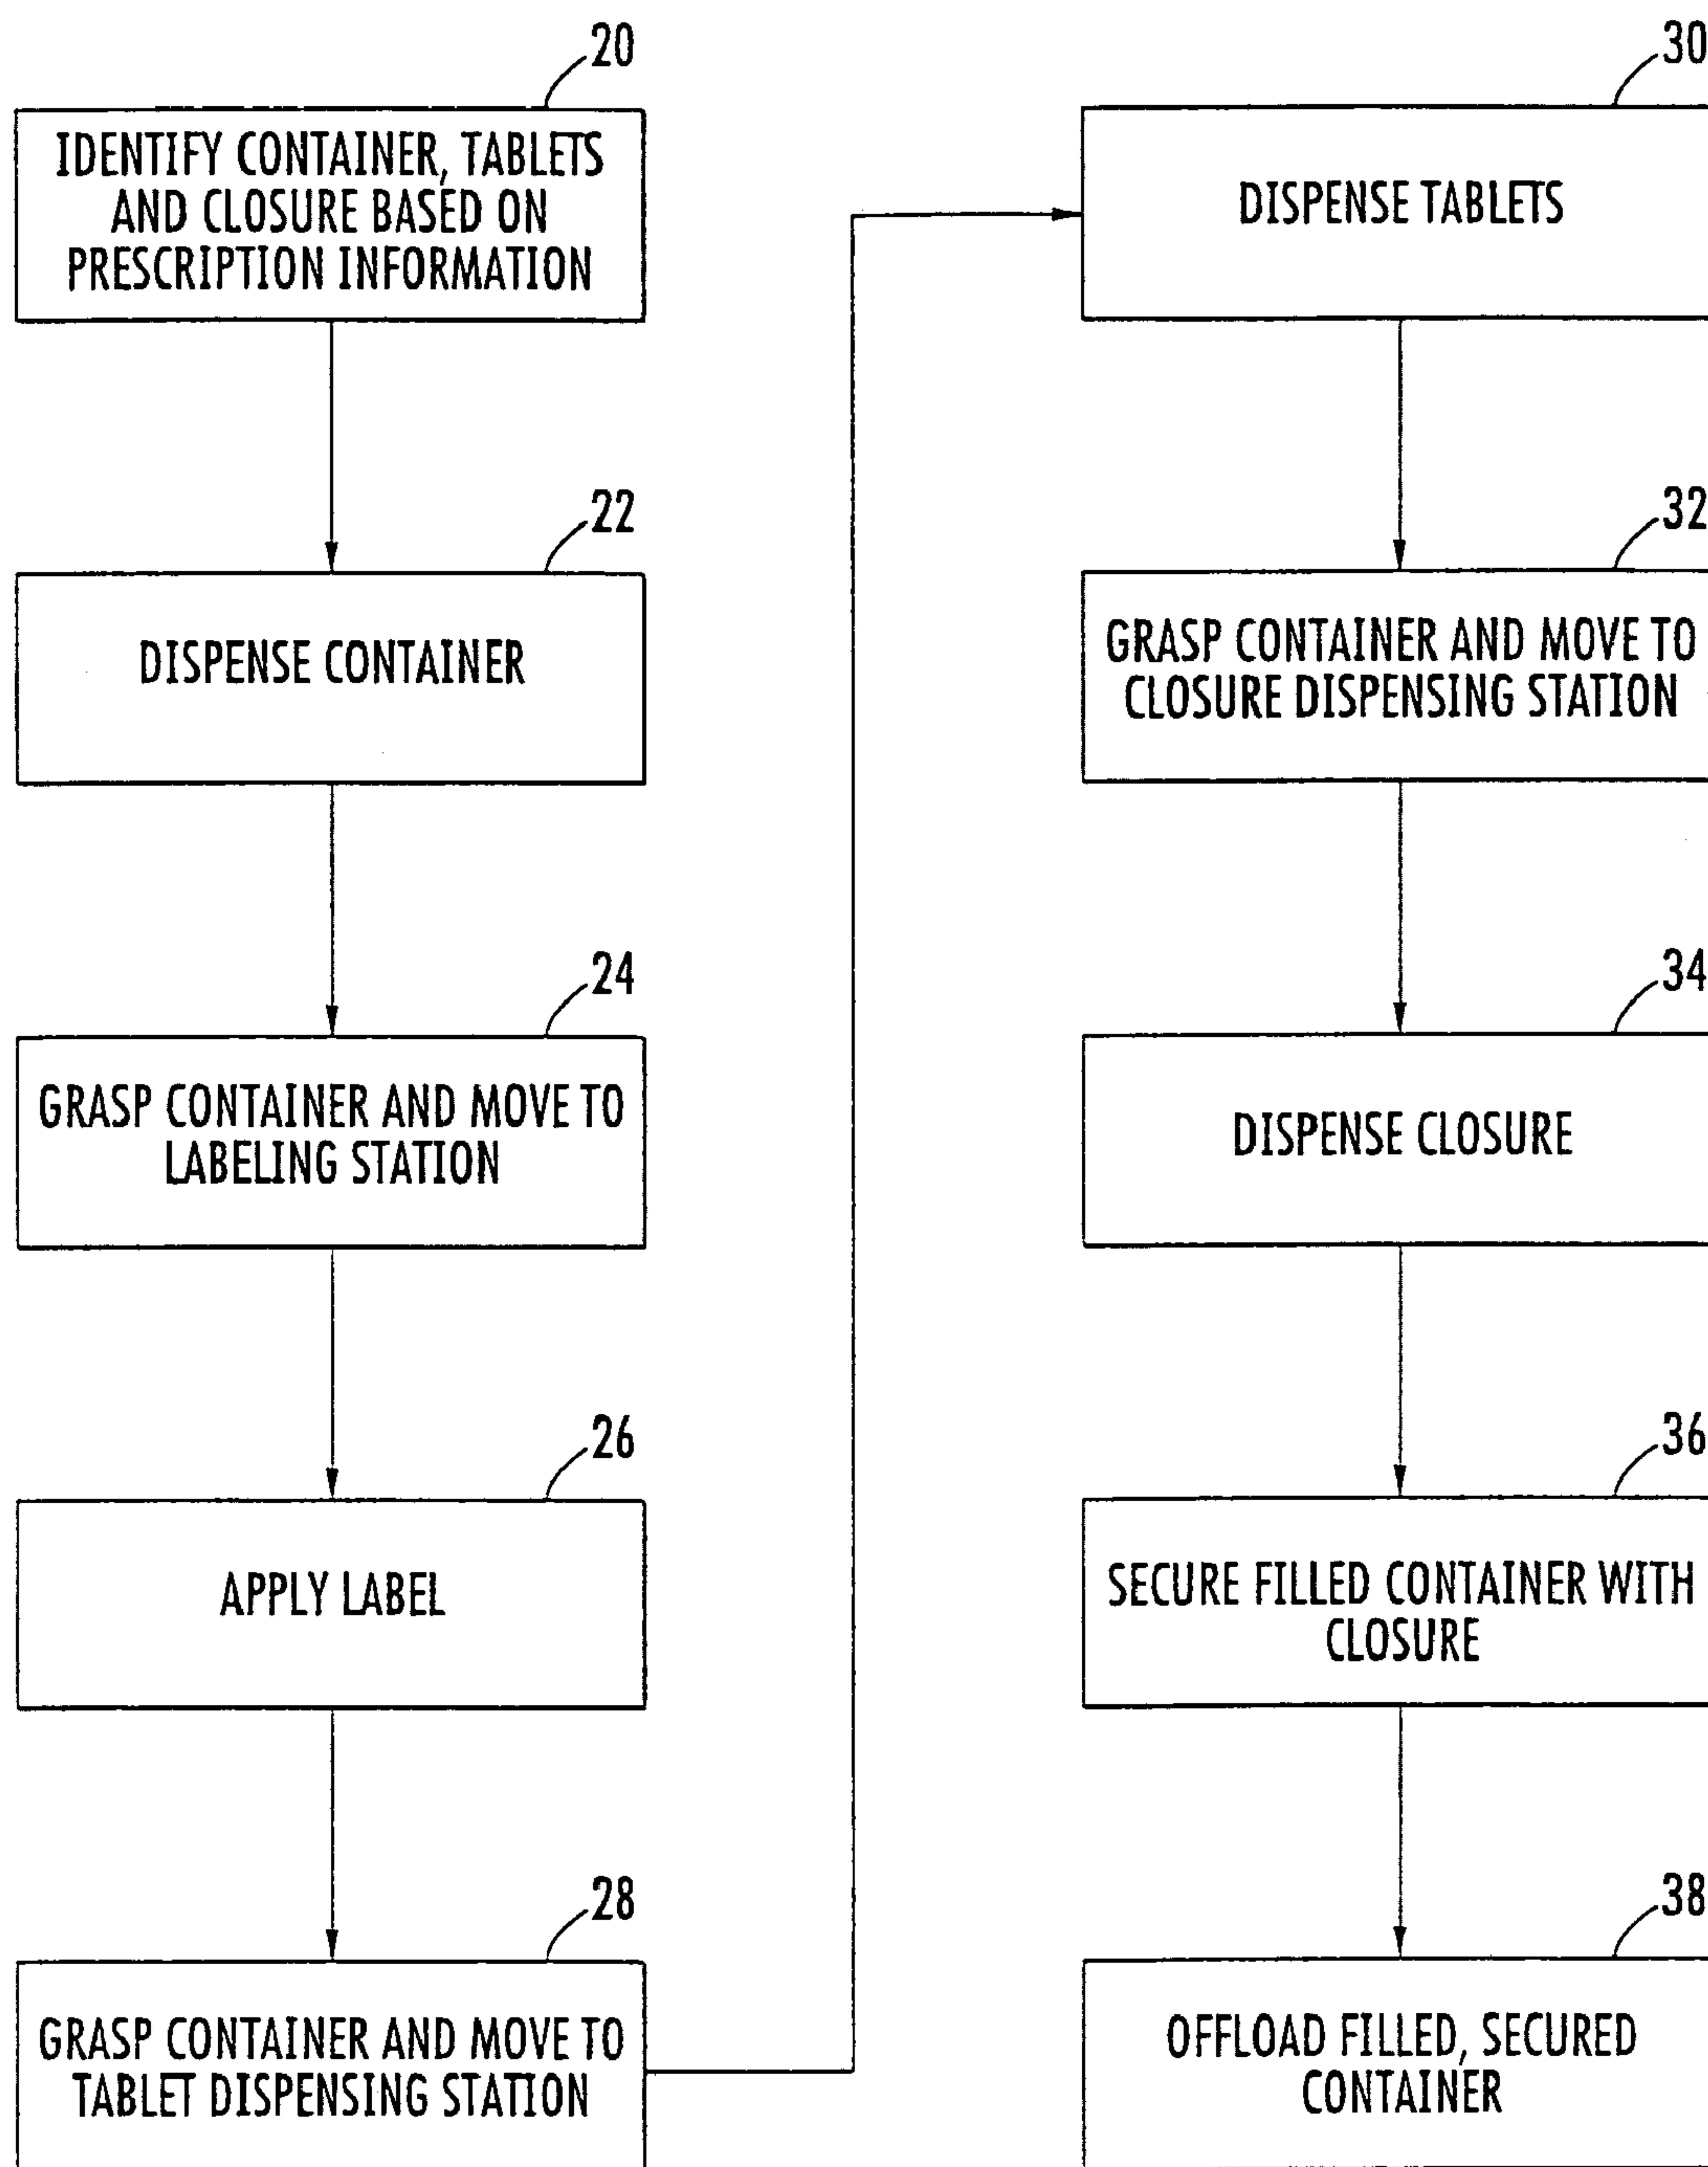 20
IDENTIFY CONTAINER, TABLETS
AND CLOSURE BASED ON
PRESCRIPTION INFORMATION
22
DISPENSE CONTAINER
24
GRASP CONTAINER AND MOVE TO
LABELING STATION
26
APPLY LABEL
28
GRASP CONTAINER AND MOVE TO
TABLET DISPENSING STATION
30
DISPENSE TABLETS
32
GRASP CONTAINER AND MOVE TO
CLOSURE DISPENSING STATION
34
DISPENSE CLOSURE
36
SECURE FILLED CONTAINER WITH
CLOSURE
38
OFFLOAD FILLED, SECURED
CONTAINER